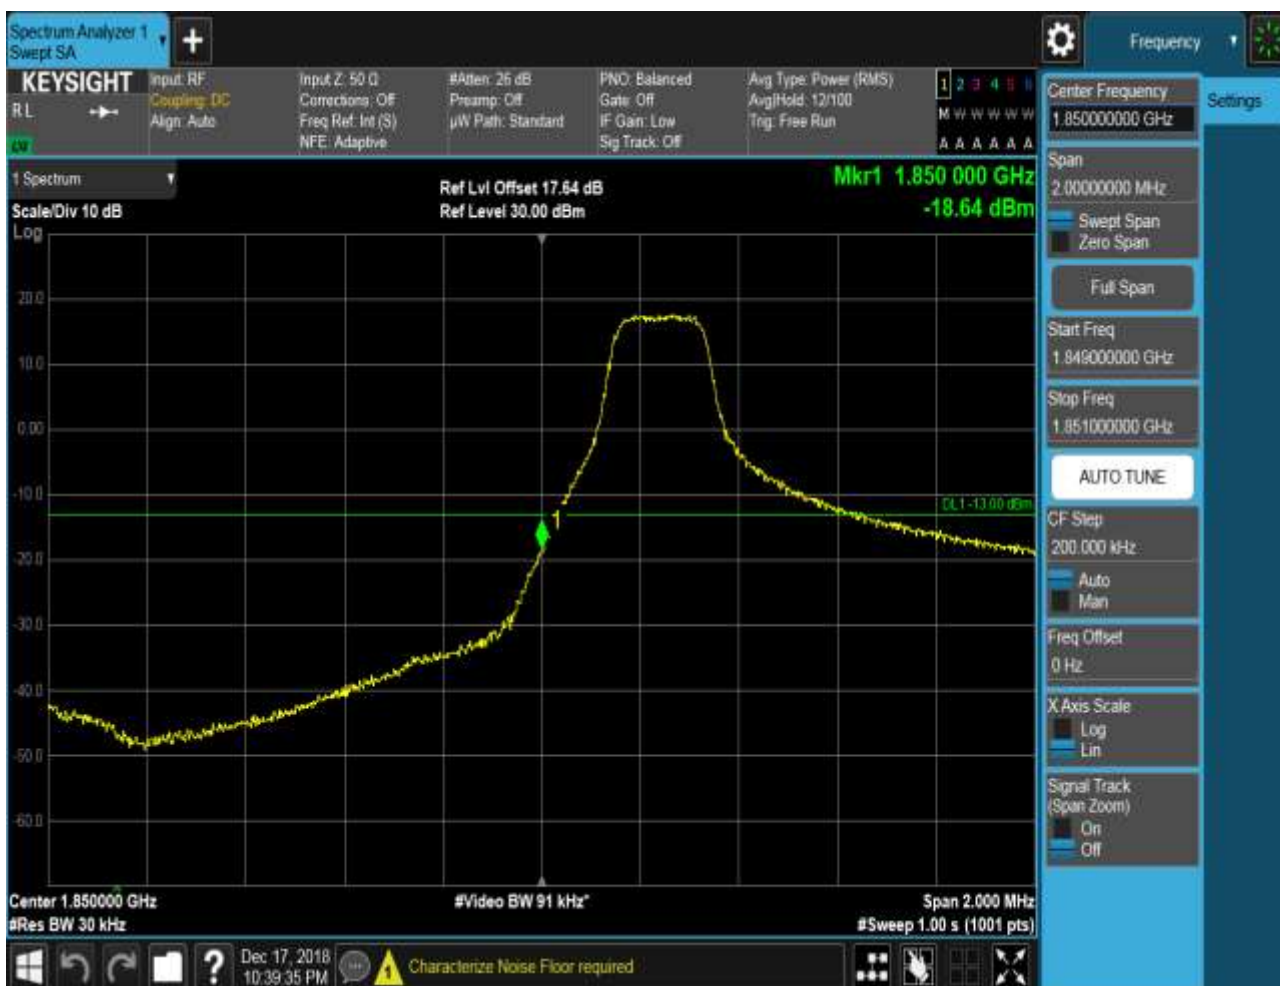 Spectrum Analyzer 1
Swept SA
+
Frequency
KEYSIGHT
R L
Input: RF
Coupling: DC
Align: Auto
Input Z: 50 Ω
Corrections: Off
Freq Ref: Int (S)
NFE: Adaptive
#Atten: 26 dB
Preamp: Off
µW Path: Standard
PNO: Balanced
Gate: Off
IF Gain: Low
Sig Track: Off
Avg Type: Power (RMS)
Avg|Hold: 12/100
Trig: Free Run
1 2 3 4 5 6
M W W W W W
A A A A A A
1 Spectrum
Scale/Div 10 dB
Log
Ref Lvl Offset 17.64 dB
Ref Level 30.00 dBm
Mkr1 1.850 000 GHz
-18.64 dBm
20.0
10.0
0.00
-10.0
-20.0
-30.0
-40.0
-50.0
-60.0
DL1 -13.00 dBm
1
Center 1.850000 GHz
#Res BW 30 kHz
#Video BW 91 kHz*
Span 2.000 MHz
#Sweep 1.00 s (1001 pts)
Center Frequency
1.850000000 GHz
Settings
Span
2.00000000 MHz
Swept Span
Zero Span
Full Span
Start Freq
1.849000000 GHz
Stop Freq
1.851000000 GHz
AUTO TUNE
CF Step
200.000 kHz
Auto
Man
Freq Offset
0 Hz
X Axis Scale
Log
Lin
Signal Track
(Span Zoom)
On
Off
?
Dec 17, 2018
10:39:35 PM
1
Characterize Noise Floor required